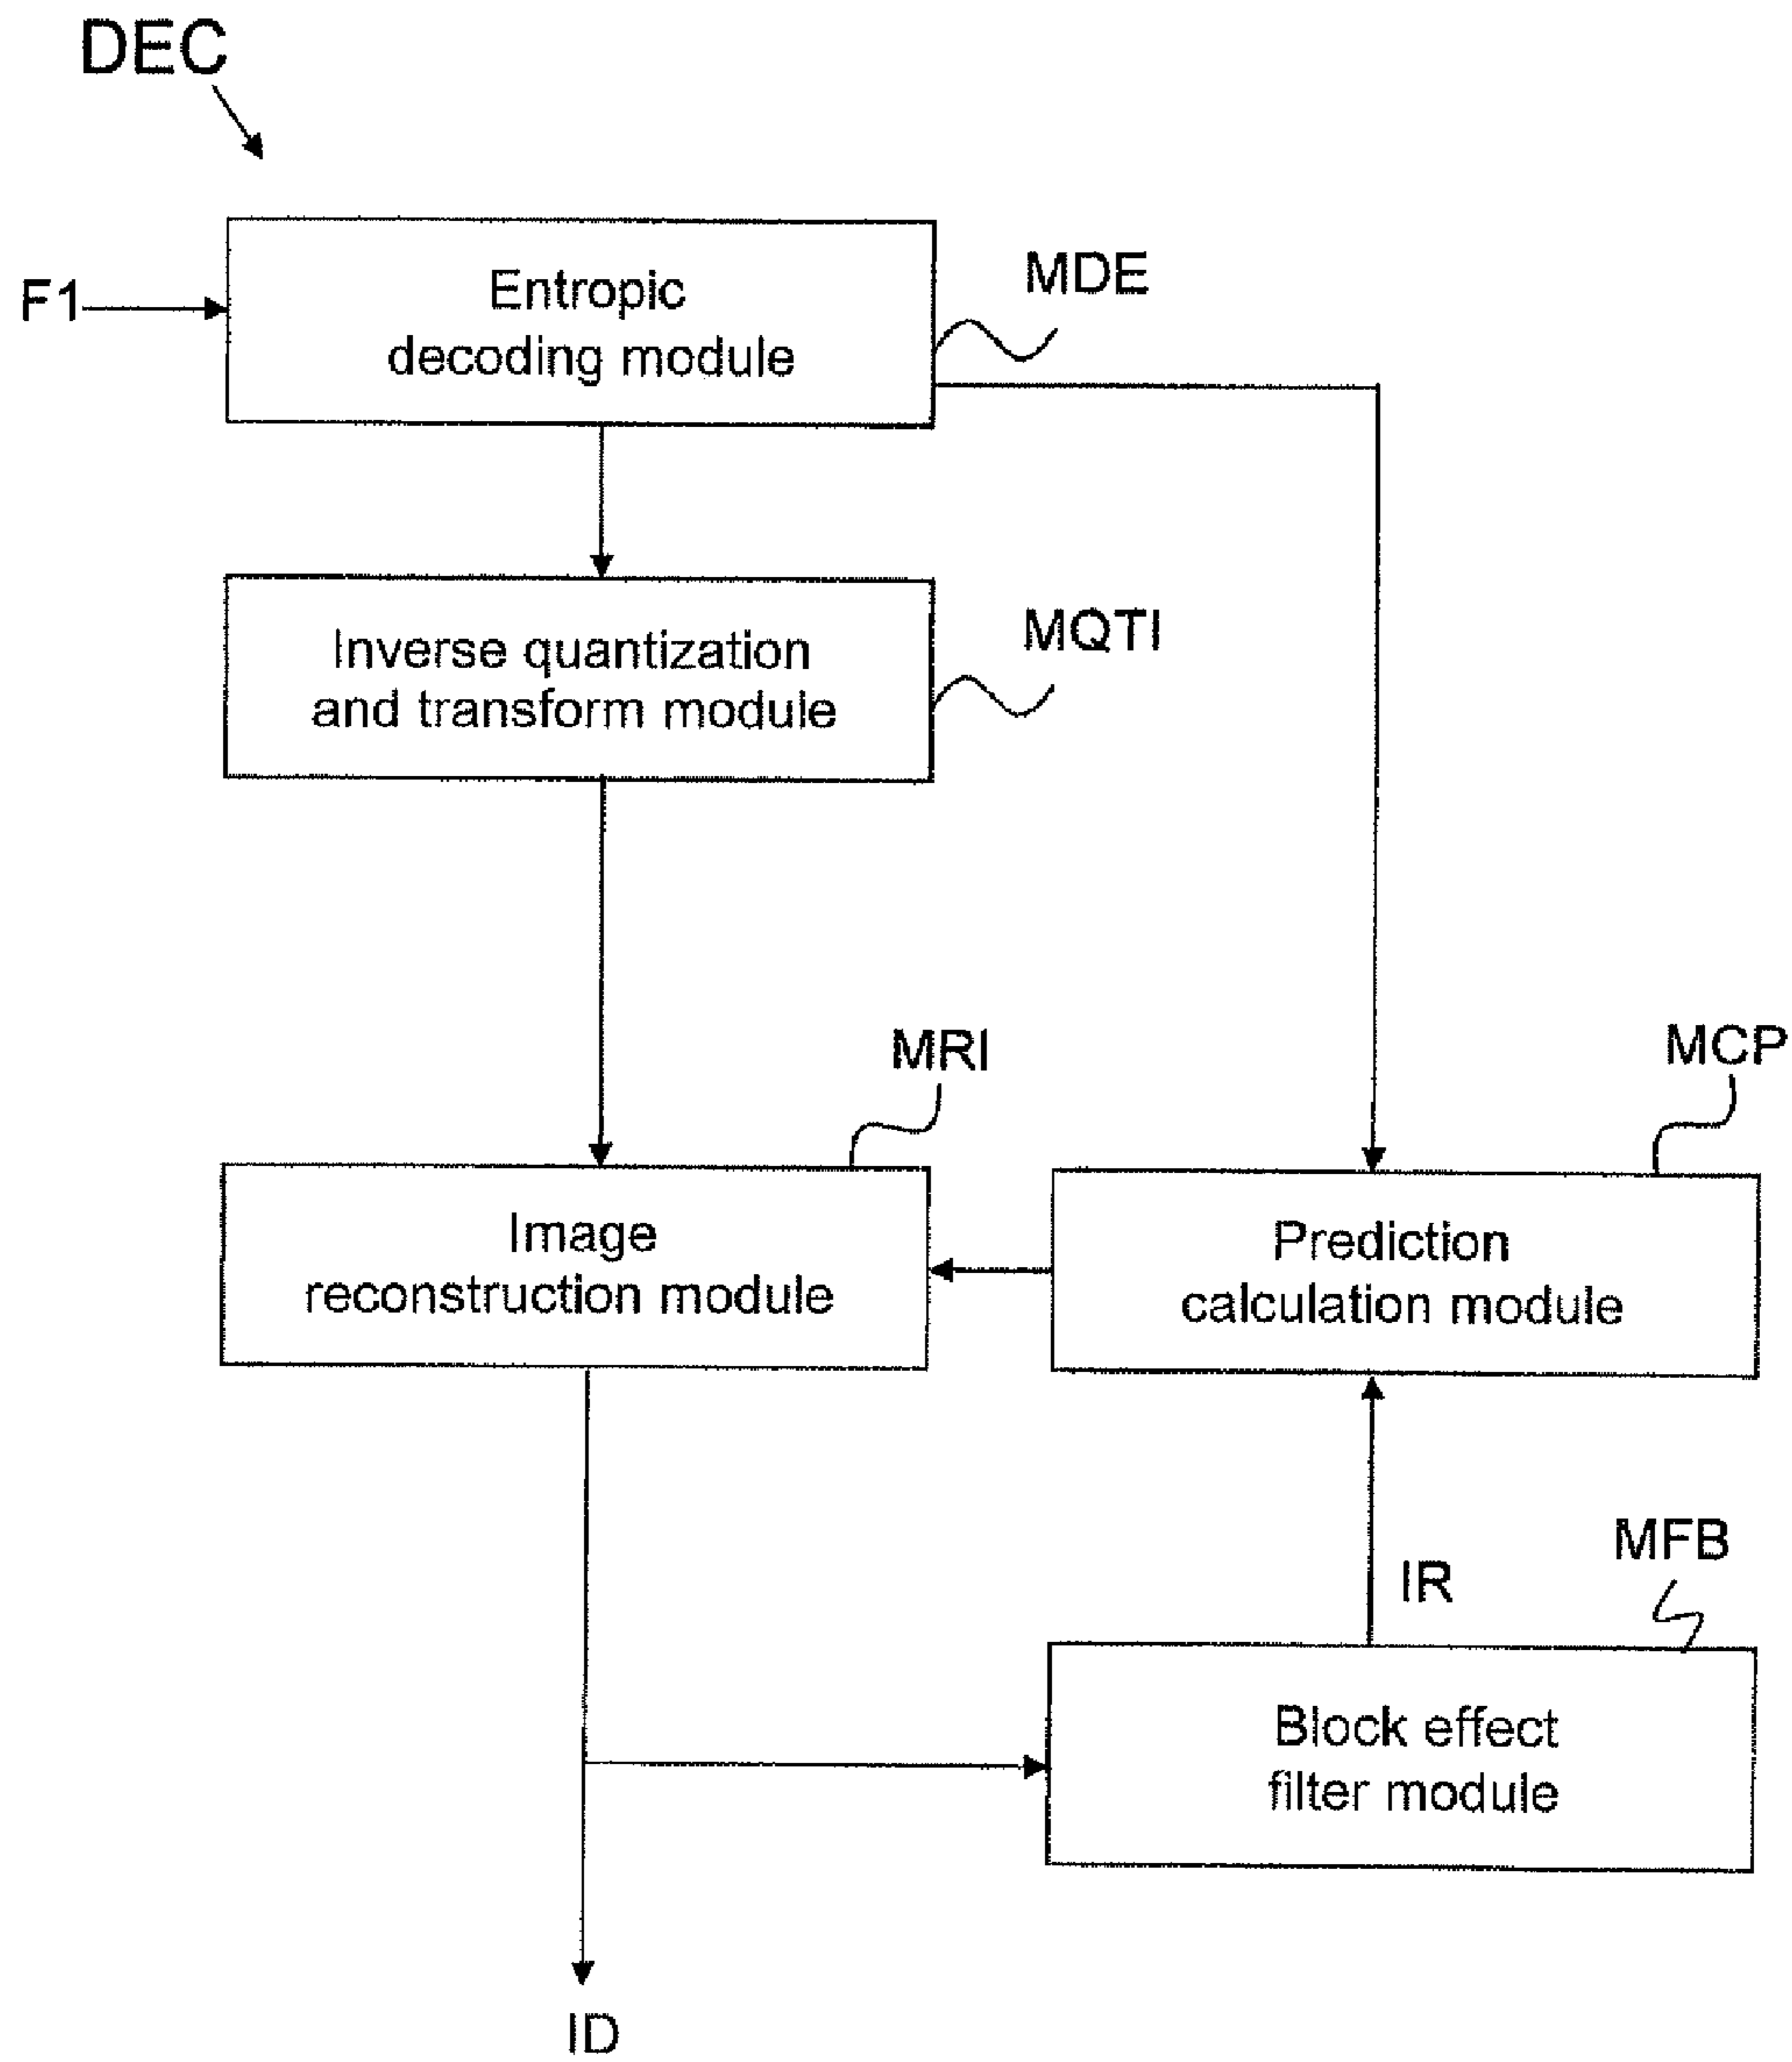 DEC
F1
Entropic
decoding module
MDE
Inverse quantization
and transform module
MQTI
MRI
MCP
Image
reconstruction module
Prediction
calculation module
IR
MFB
Block effect
filter module
ID